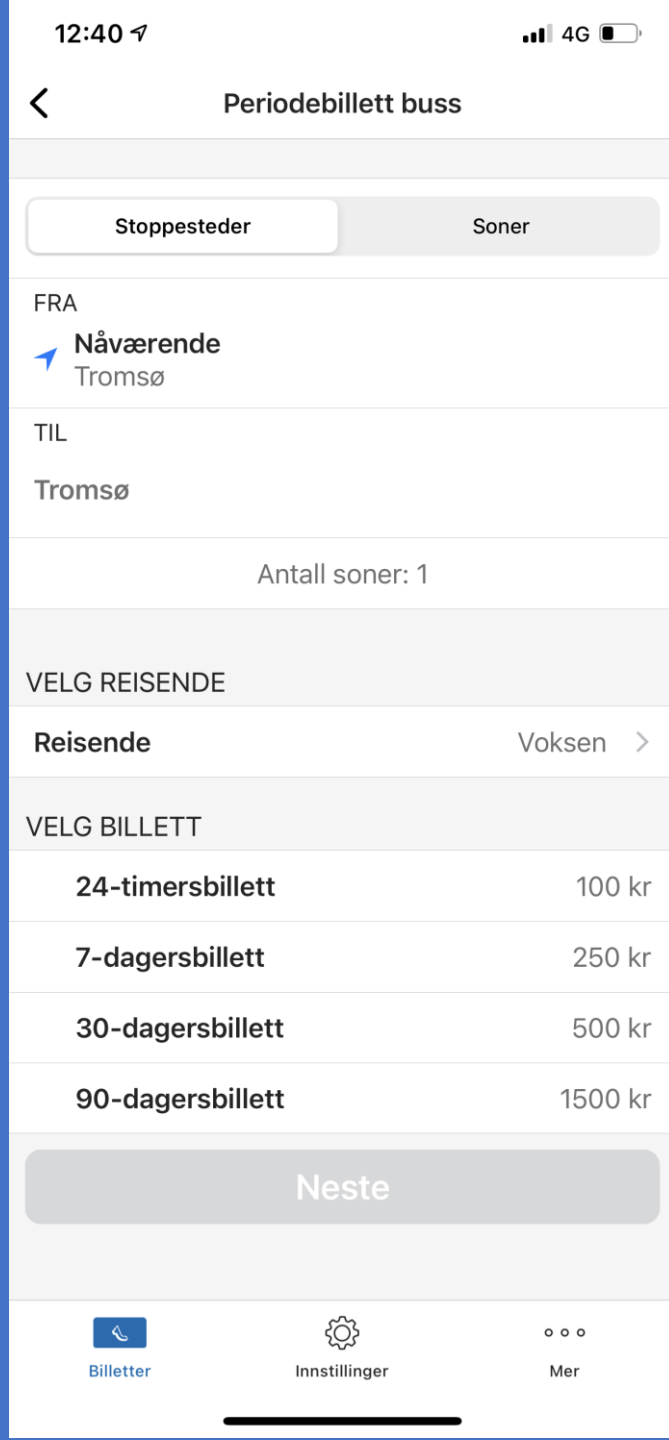 12:40
4G
Periodebillett buss
Stoppesteder
Soner
FRA
Nåværende
Tromsø
TIL
Tromsø
Antall soner: 1
VELG REISENDE
Reisende
Voksen
VELG BILLETT
24-timersbillett 100 kr
7-dagersbillett 250 kr
30-dagersbillett 500 kr
90-dagersbillett 1500 kr
Neste
Billetter
Innstillinger
Mer